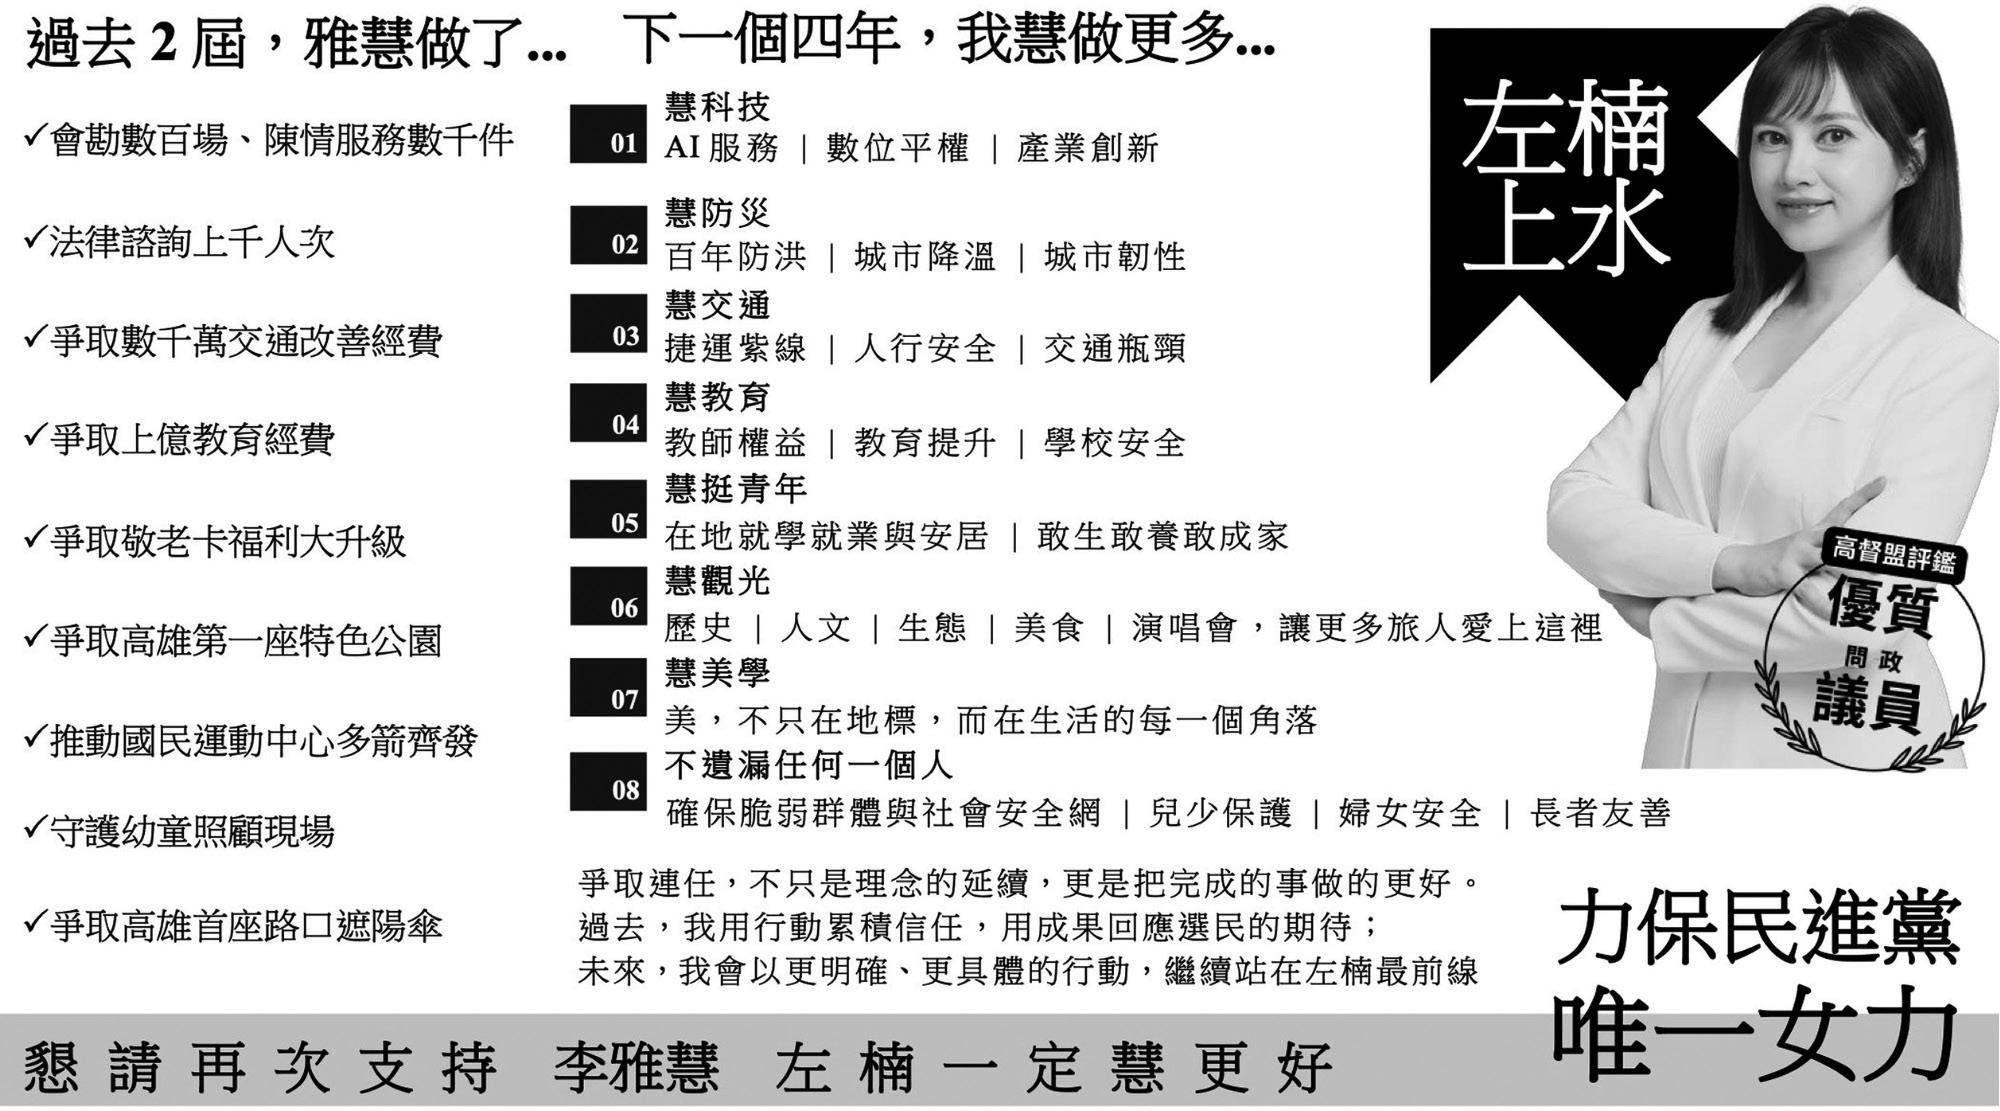 過去2屆，雅慧做了...
✓會勘數百場、陳情服務數千件
✓法律諮詢上千人次
✓爭取數千萬交通改善經費
✓爭取上億教育經費
✓爭取敬老卡福利大升級
✓爭取高雄第一座特色公園
✓推動國民運動中心多箭齊發
✓守護幼童照顧現場
✓爭取高雄首座路口遮陽傘
下一個四年，我慧做更多...
01
慧科技
AI服務｜數位平權｜產業創新
02
慧防災
百年防洪｜城市降溫｜城市韌性
03
慧交通
捷運紫線｜人行安全｜交通瓶頸
04
慧教育
教師權益｜教育提升｜學校安全
05
慧挺青年
在地就學就業與安居｜敢生敢養敢成家
06
慧觀光
歷史｜人文｜生態｜美食｜演唱會，讓更多旅人愛上這裡
07
慧美學
美，不只在地標，而在生活的每一個角落
08
不遺漏任何一個人
確保脆弱群體與社會安全網｜兒少保護｜婦女安全｜長者友善
爭取連任，不只是理念的延續，更是把完成的事做的更好。
過去，我用行動累積信任，用成果回應選民的期待；
未來，我會以更明確、更具體的行動，繼續站在左楠最前線
左楠
上水
高督盟評鑑
優質
問政
議員
力保民進黨
唯一女力
懇請再次支持 李雅慧 左楠一定慧更好